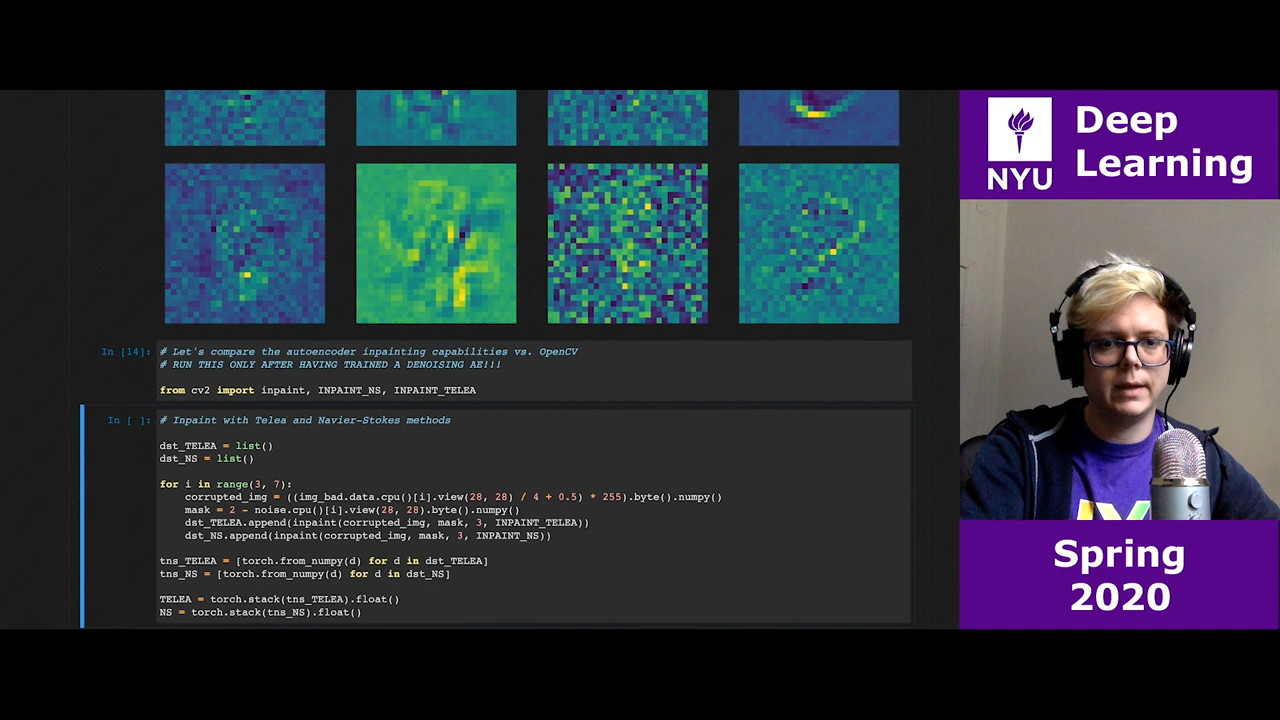 In [14]:
# Let's compare the autoencoder inpainting capabilities vs. OpenCV
# RUN THIS ONLY AFTER HAVING TRAINED A DENOISING AE!!!
from cv2 import inpaint, INPAINT_NS, INPAINT_TELEA
In [ ]:
# Inpaint with Telea and Navier-Stokes methods
dst_TELEA = list()
dst_NS = list()
for i in range(3, 7):
    corrupted_img = ((img_bad.data.cpu()[i].view(28, 28) / 4 + 0.5) * 255).byte().numpy()
    mask = 2 - noise.cpu()[i].view(28, 28).byte().numpy()
    dst_TELEA.append(inpaint(corrupted_img, mask, 3, INPAINT_TELEA))
    dst_NS.append(inpaint(corrupted_img, mask, 3, INPAINT_NS))
tns_TELEA = [torch.from_numpy(d) for d in dst_TELEA]
tns_NS = [torch.from_numpy(d) for d in dst_NS]
TELEA = torch.stack(tns_TELEA).float()
NS = torch.stack(tns_NS).float()
NYU
Deep
Learning
Spring
2020